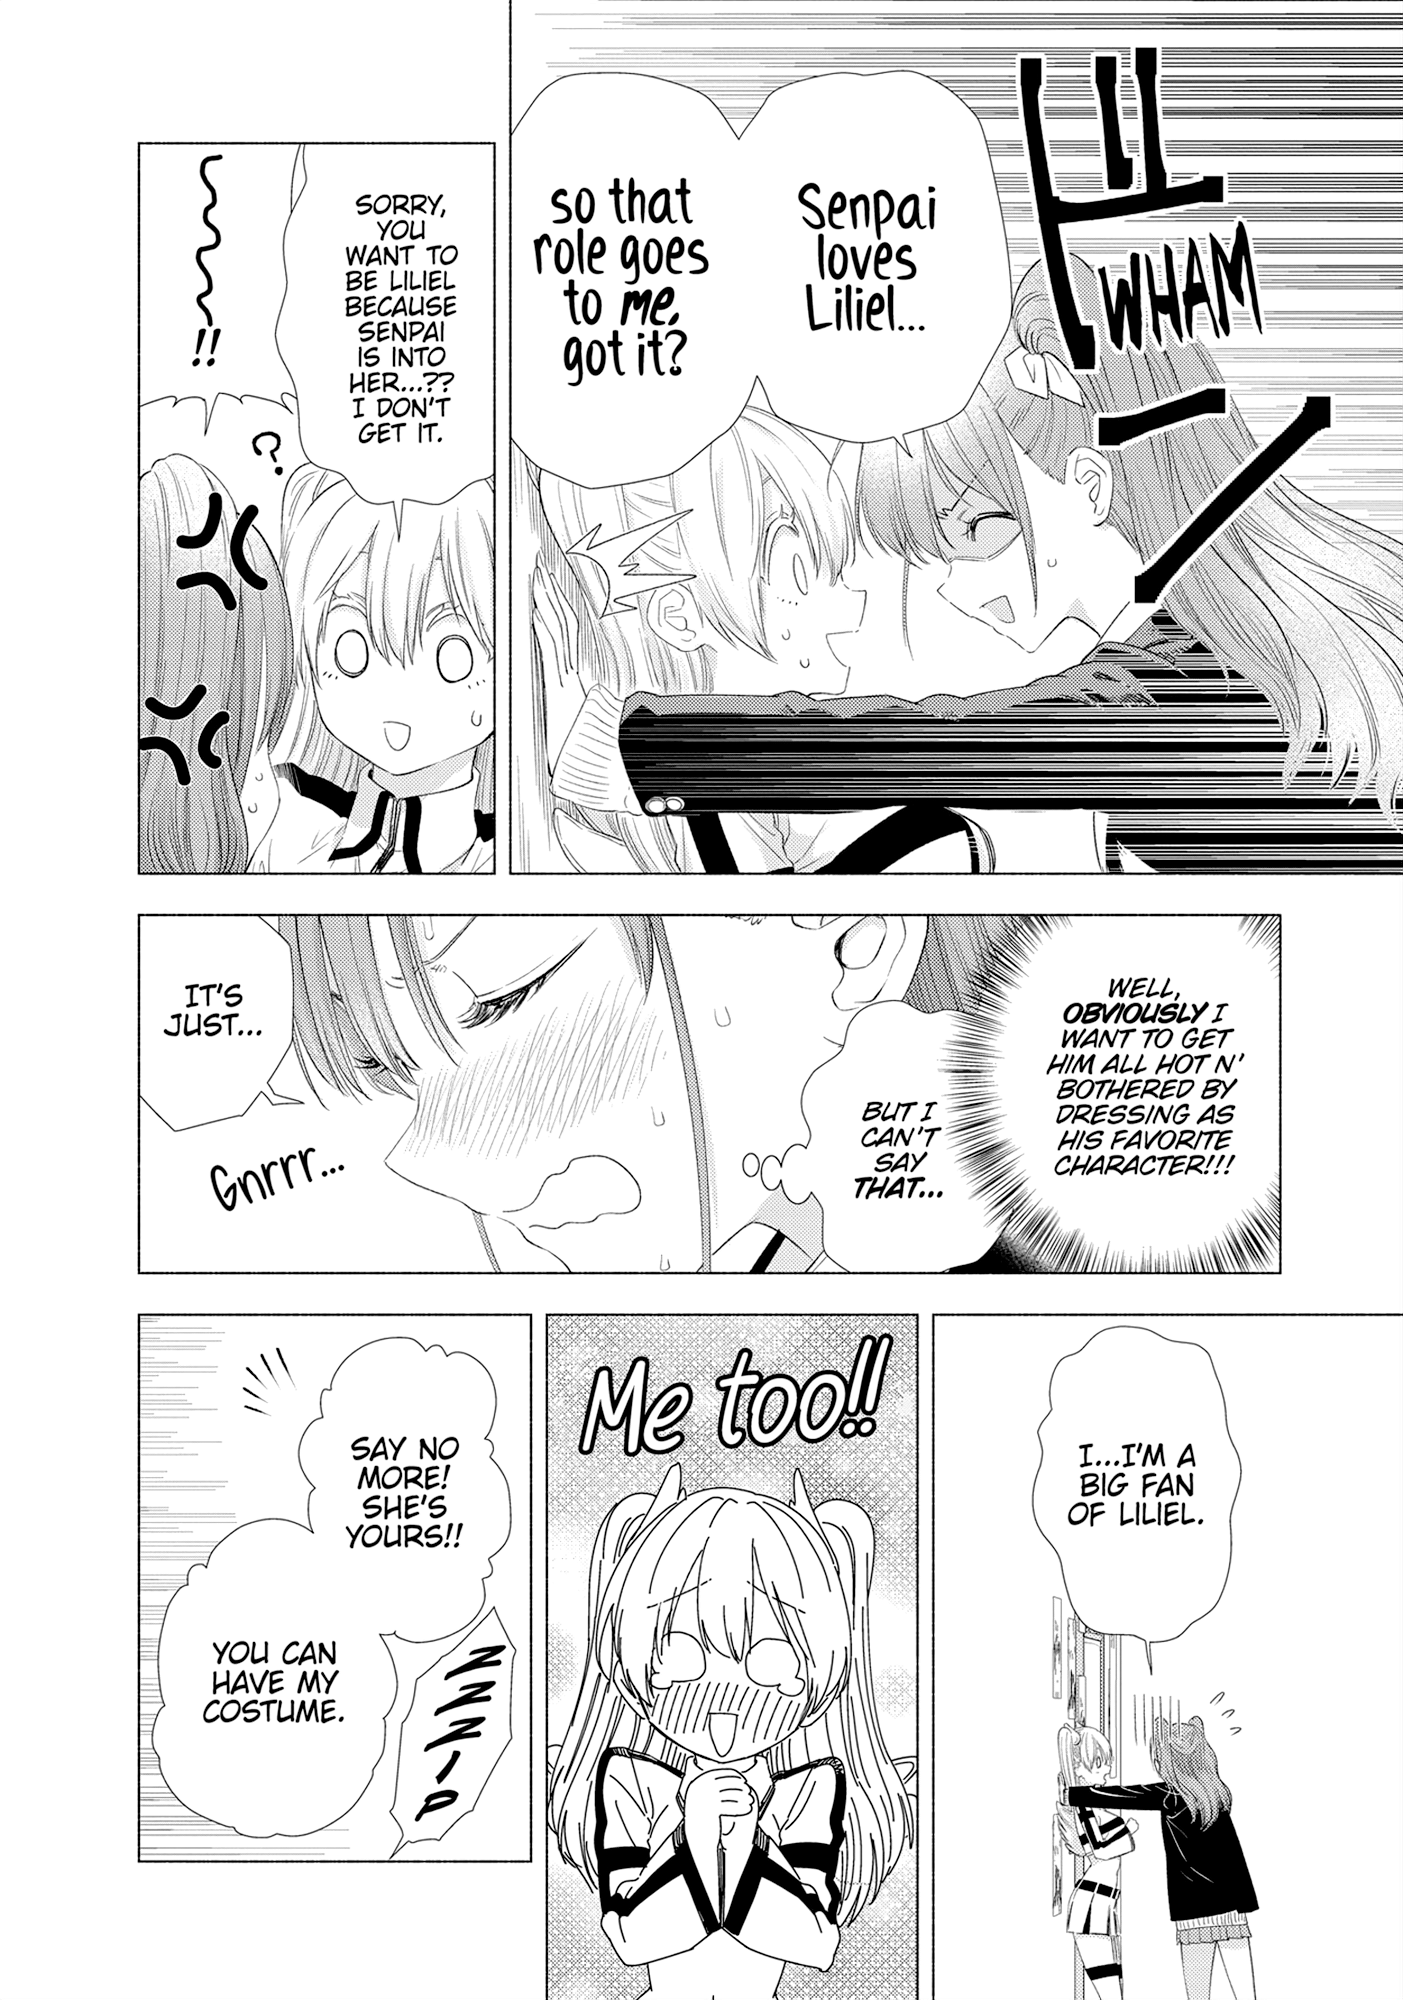 ドン
WHAM
Senpai
loves
Liliel...
so that
role goes
to me,
got it?
SORRY,
YOU
WANT TO
BE LILIEL
BECAUSE
SENPAI
IS INTO
HER...??
I DON'T
GET IT.
?
!!
WELL,
OBVIOUSLY I
WANT TO GET
HIM ALL HOT N'
BOTHERED BY
DRESSING AS
HIS FAVORITE
CHARACTER!!!
BUT I
CAN'T
SAY
THAT...
IT'S
JUST...
Gnrrr...
I...I'M A
BIG FAN
OF LILIEL.
Me too!!
SAY NO
MORE!
SHE'S
YOURS!!
YOU CAN
HAVE MY
COSTUME.
ZZZZIP